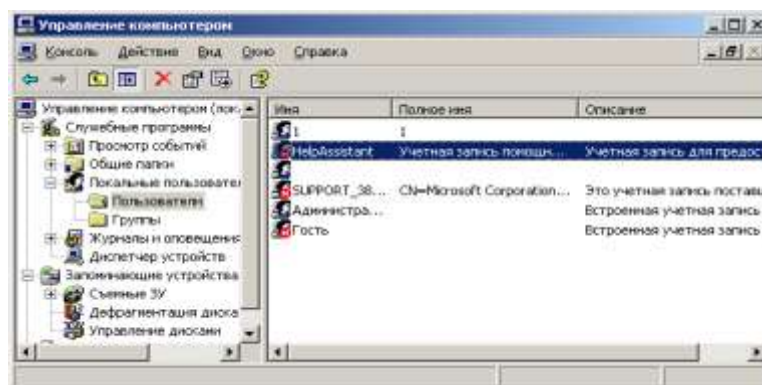 Управление компьютером
Консоль Действие Вид Окно Справка
Управление компьютером (лок
Служебные программы
Просмотр событий
Общие папки
Локальные пользовател
Пользователи
Группы
Журналы и оповещения
Диспетчер устройств
Запоминающие устройства
Съемные ЗУ
Дефрагментация диска
Управление дисками
Имя Полное имя Описание
1 1
HelpAssistant Учетная запись помощн... Учетная запись для предос
SUPPORT_38... CN=Microsoft Corporation... Это учетная запись постав
Администра... Встроенная учетная запись
Гость Встроенная учетная запись